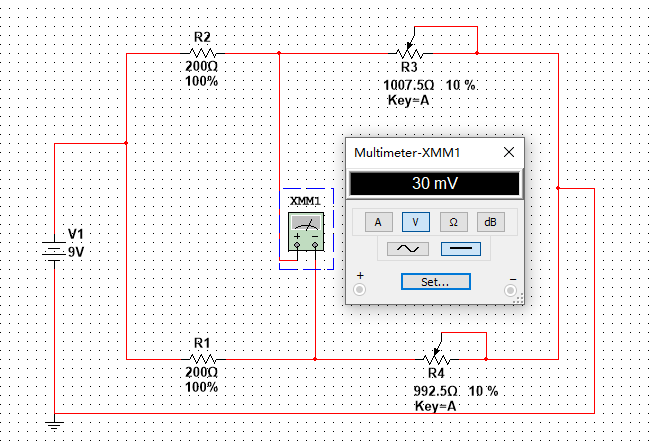 R2
200Ω
100%
R3
1007.5Ω 10 %
Key=A
Multimeter-XMM1
30 mV
A V Ω dB
+ Set... −
XMM1
+ −
V1
9V
R1
200Ω
100%
R4
992.5Ω 10 %
Key=A